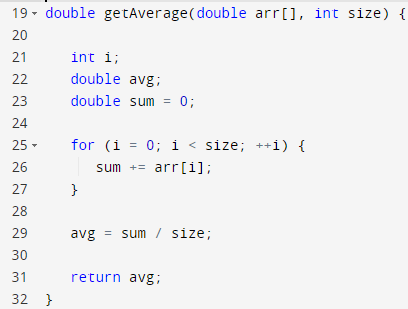 19 double getAverage(double arr[], int size) {
20
21 int i;
22 double avg;
23 double sum = 0;
24
25 for (i = 0; i < size; ++i) {
26 sum += arr[i];
27 }
28
29 avg = sum / size;
30
31 return avg;
32 }